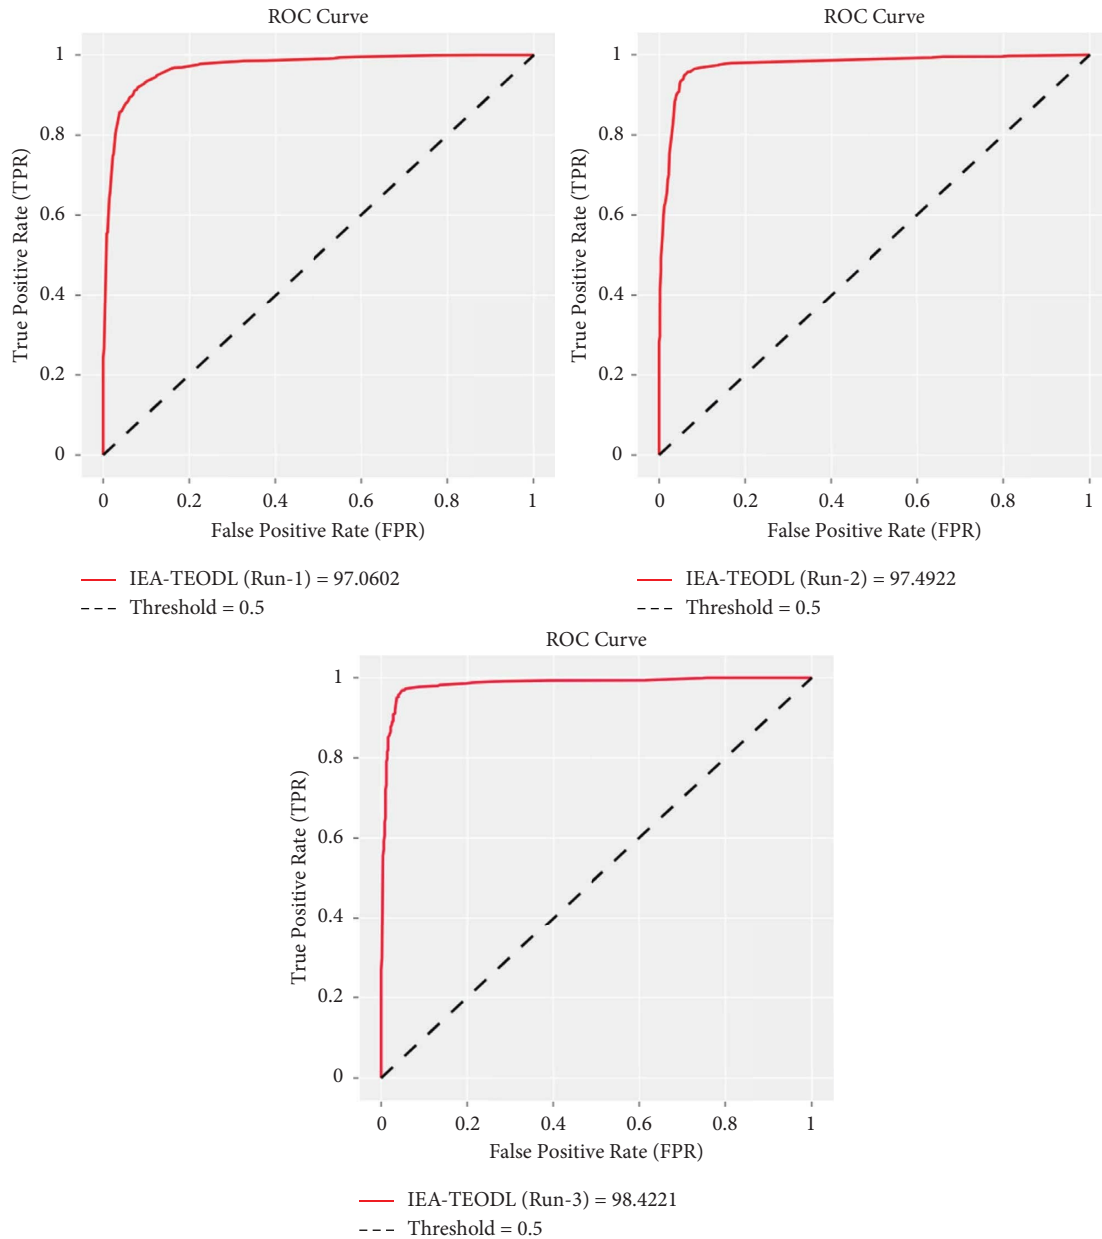 ROC Curve
True Positive Rate (TPR)
1
0.8
0.6
0.4
0.2
0
0 0.2 0.4 0.6 0.8 1
False Positive Rate (FPR)
IEA-TEODL (Run-1) = 97.0602
Threshold = 0.5
ROC Curve
True Positive Rate (TPR)
1
0.8
0.6
0.4
0.2
0
0 0.2 0.4 0.6 0.8 1
False Positive Rate (FPR)
IEA-TEODL (Run-2) = 97.4922
Threshold = 0.5
ROC Curve
True Positive Rate (TPR)
1
0.8
0.6
0.4
0.2
0
0 0.2 0.4 0.6 0.8 1
False Positive Rate (FPR)
IEA-TEODL (Run-3) = 98.4221
Threshold = 0.5